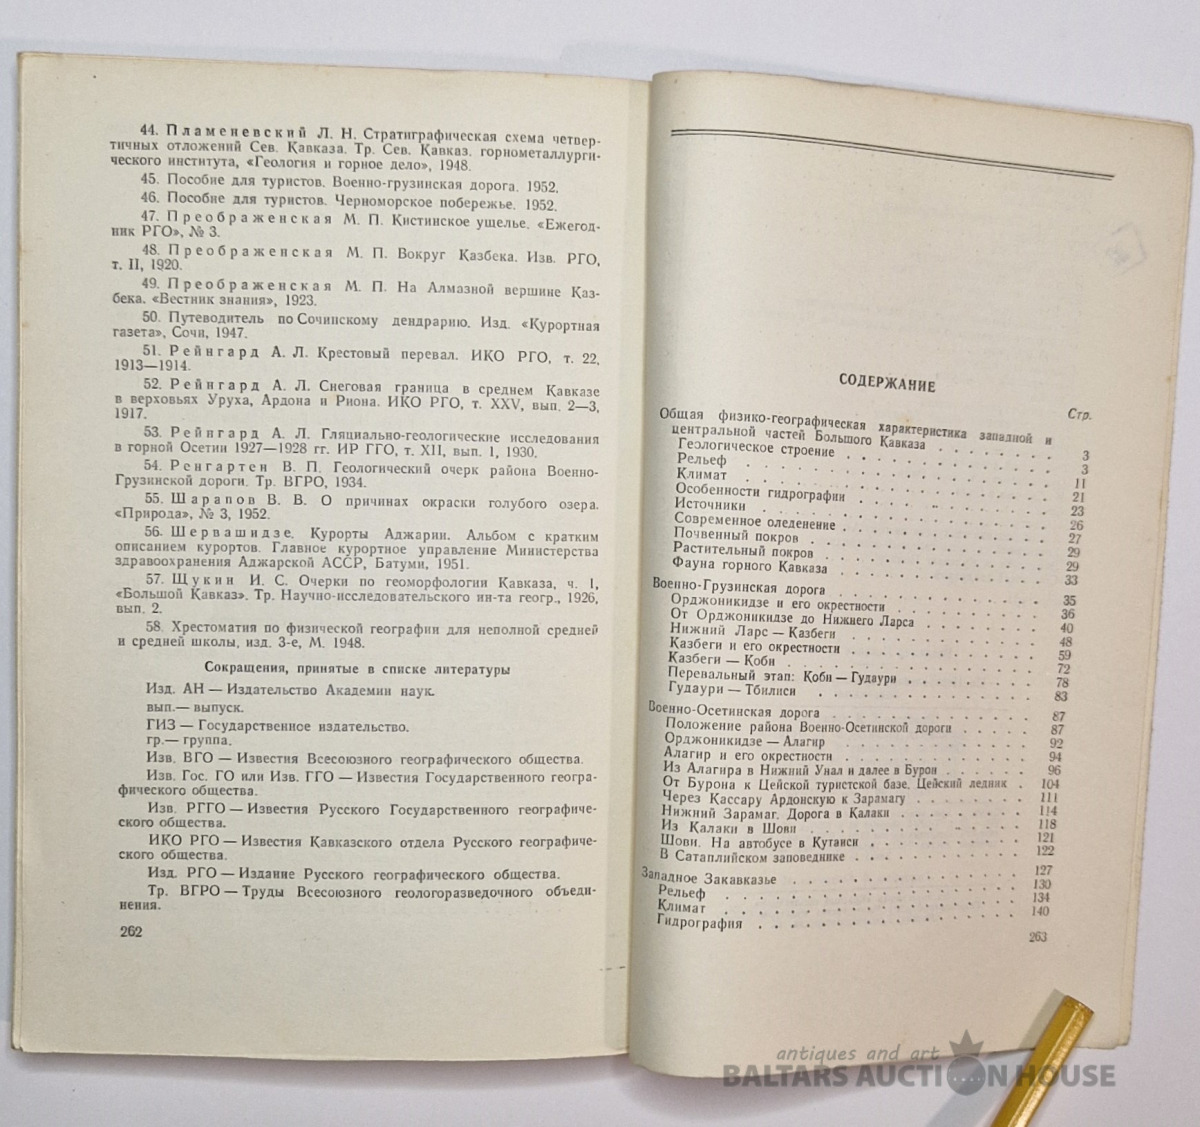 44. Пламеневский Л. Н. Стратиграфическая схема четвер-
тичных отложений Сев. Кавказа. Тр. Сев. Кавказ. горнометаллурги-
ческого института, «Геология и горное дело», 1948.
45. Пособие для туристов. Военно-грузинская дорога. 1952.
46. Пособие для туристов. Черноморское побережье. 1952.
47. Преображенская М. П. Кистинское ущелье. «Ежегод-
ник РГО», № 3.
48. Преображенская М. П. Вокруг Казбека. Изв. РГО,
т. II, 1920.
49. Преображенская М. П. На Алмазной вершине Каз-
бека. «Вестник знания», 1923.
50. Путеводитель по Сочинскому дендрарию. Изд. «Курортная
газета», Сочи, 1947.
51. Рейнгард А. Л. Крестовый перевал. ИКО РГО, т. 22,
1913—1914.
52. Рейнгард А. Л. Снеговая граница в среднем Кавказе
в верховьях Уруха, Ардона и Риона. ИКО РГО, т. XXV, вып. 2—3,
1917.
53. Рейнгард А. Л. Гляциально-геологические исследования
в горной Осетии 1927—1928 гг. ИР ГГО, т. XII, вып. 1, 1930.
54. Ренгартен В. П. Геологический очерк района Военно-
Грузинской дороги. Тр. ВГРО, 1934.
55. Шарапов В. В. О причинах окраски голубого озера.
«Природа», № 3, 1952.
56. Шервашидзе. Курорты Аджарии. Альбом с кратким
описанием курортов. Главное курортное управление Министерства
здравоохранения Аджарской АССР, Батуми, 1951.
57. Щукин И. С. Очерки по геоморфологии Кавказа, ч. 1,
«Большой Кавказ». Тр. Научно-исследовательского ин-та геогр., 1926,
вып. 2.
58. Хрестоматия по физической географии для неполной средней
и средней школы, изд. 3-е, М. 1948.
Сокращения, принятые в списке литературы
Изд. АН — Издательство Академии наук.
вып.— выпуск.
ГИЗ — Государственное издательство.
гр.— группа.
Изв. ВГО — Известия Всесоюзного географического общества.
Изв. Гос. ГО или Изв. ГГО — Известия Государственного геогра-
фического общества.
Изв. РГГО — Известия Русского Государственного географиче-
ского общества.
ИКО РГО — Известия Кавказского отдела Русского географиче-
ского общества.
Изд. РГО — Издание Русского географического общества.
Тр. ВГРО — Труды Всесоюзного геологоразведочного объеди-
нения.
262
СОДЕРЖАНИЕ
Стр.
Общая физико-географическая характеристика западной и
центральной частей Большого Кавказа . . . . . . . 3
Геологическое строение . . . . . . . . . . . 3
Рельеф . . . . . . . . . . . . . . . . 11
Климат . . . . . . . . . . . . . . . . 21
Особенности гидрографии . . . . . . . . . . 23
Источники . . . . . . . . . . . . . . . 26
Современное оледенение . . . . . . . . . . . 27
Почвенный покров . . . . . . . . . . . . 29
Растительный покров . . . . . . . . . . . . 29
Фауна горного Кавказа . . . . . . . . . . . 33
Военно-Грузинская дорога . . . . . . . . . . . 35
Орджоникидзе и его окрестности . . . . . . . . 36
От Орджоникидзе до Нижнего Ларса . . . . . . . 40
Нижний Ларс — Казбеги . . . . . . . . . . . 48
Казбеги и его окрестности . . . . . . . . . . 59
Казбеги — Коби . . . . . . . . . . . . . 72
Перевальный этап: Коби — Гудаури . . . . . . . . 78
Гудаури — Тбилиси . . . . . . . . . . . . 83
Военно-Осетинская дорога . . . . . . . . . . . 87
Положение района Военно-Осетинской дороги . . . . . 87
Орджоникидзе — Алагир . . . . . . . . . . . 92
Алагир и его окрестности . . . . . . . . . . 94
Из Алагира в Нижний Унал и далее в Бурон . . . . . 96
От Бурона к Цейской туристской базе. Цейский ледник . 104
Через Кассару Ардонскую к Зарамагу . . . . . . . 111
Нижний Зарамаг. Дорога в Калаки . . . . . . . . 114
Из Калаки в Шови . . . . . . . . . . . . 118
Шови. На автобусе в Кутаиси . . . . . . . . . 121
В Сатаплийском заповеднике . . . . . . . . . 122
Западное Закавказье . . . . . . . . . . . . . 127
Рельеф . . . . . . . . . . . . . . . . 130
Климат . . . . . . . . . . . . . . . . 134
Гидрография . . . . . . . . . . . . . . 140
263
antiques and art
BALTARS AUCTION HOUSE